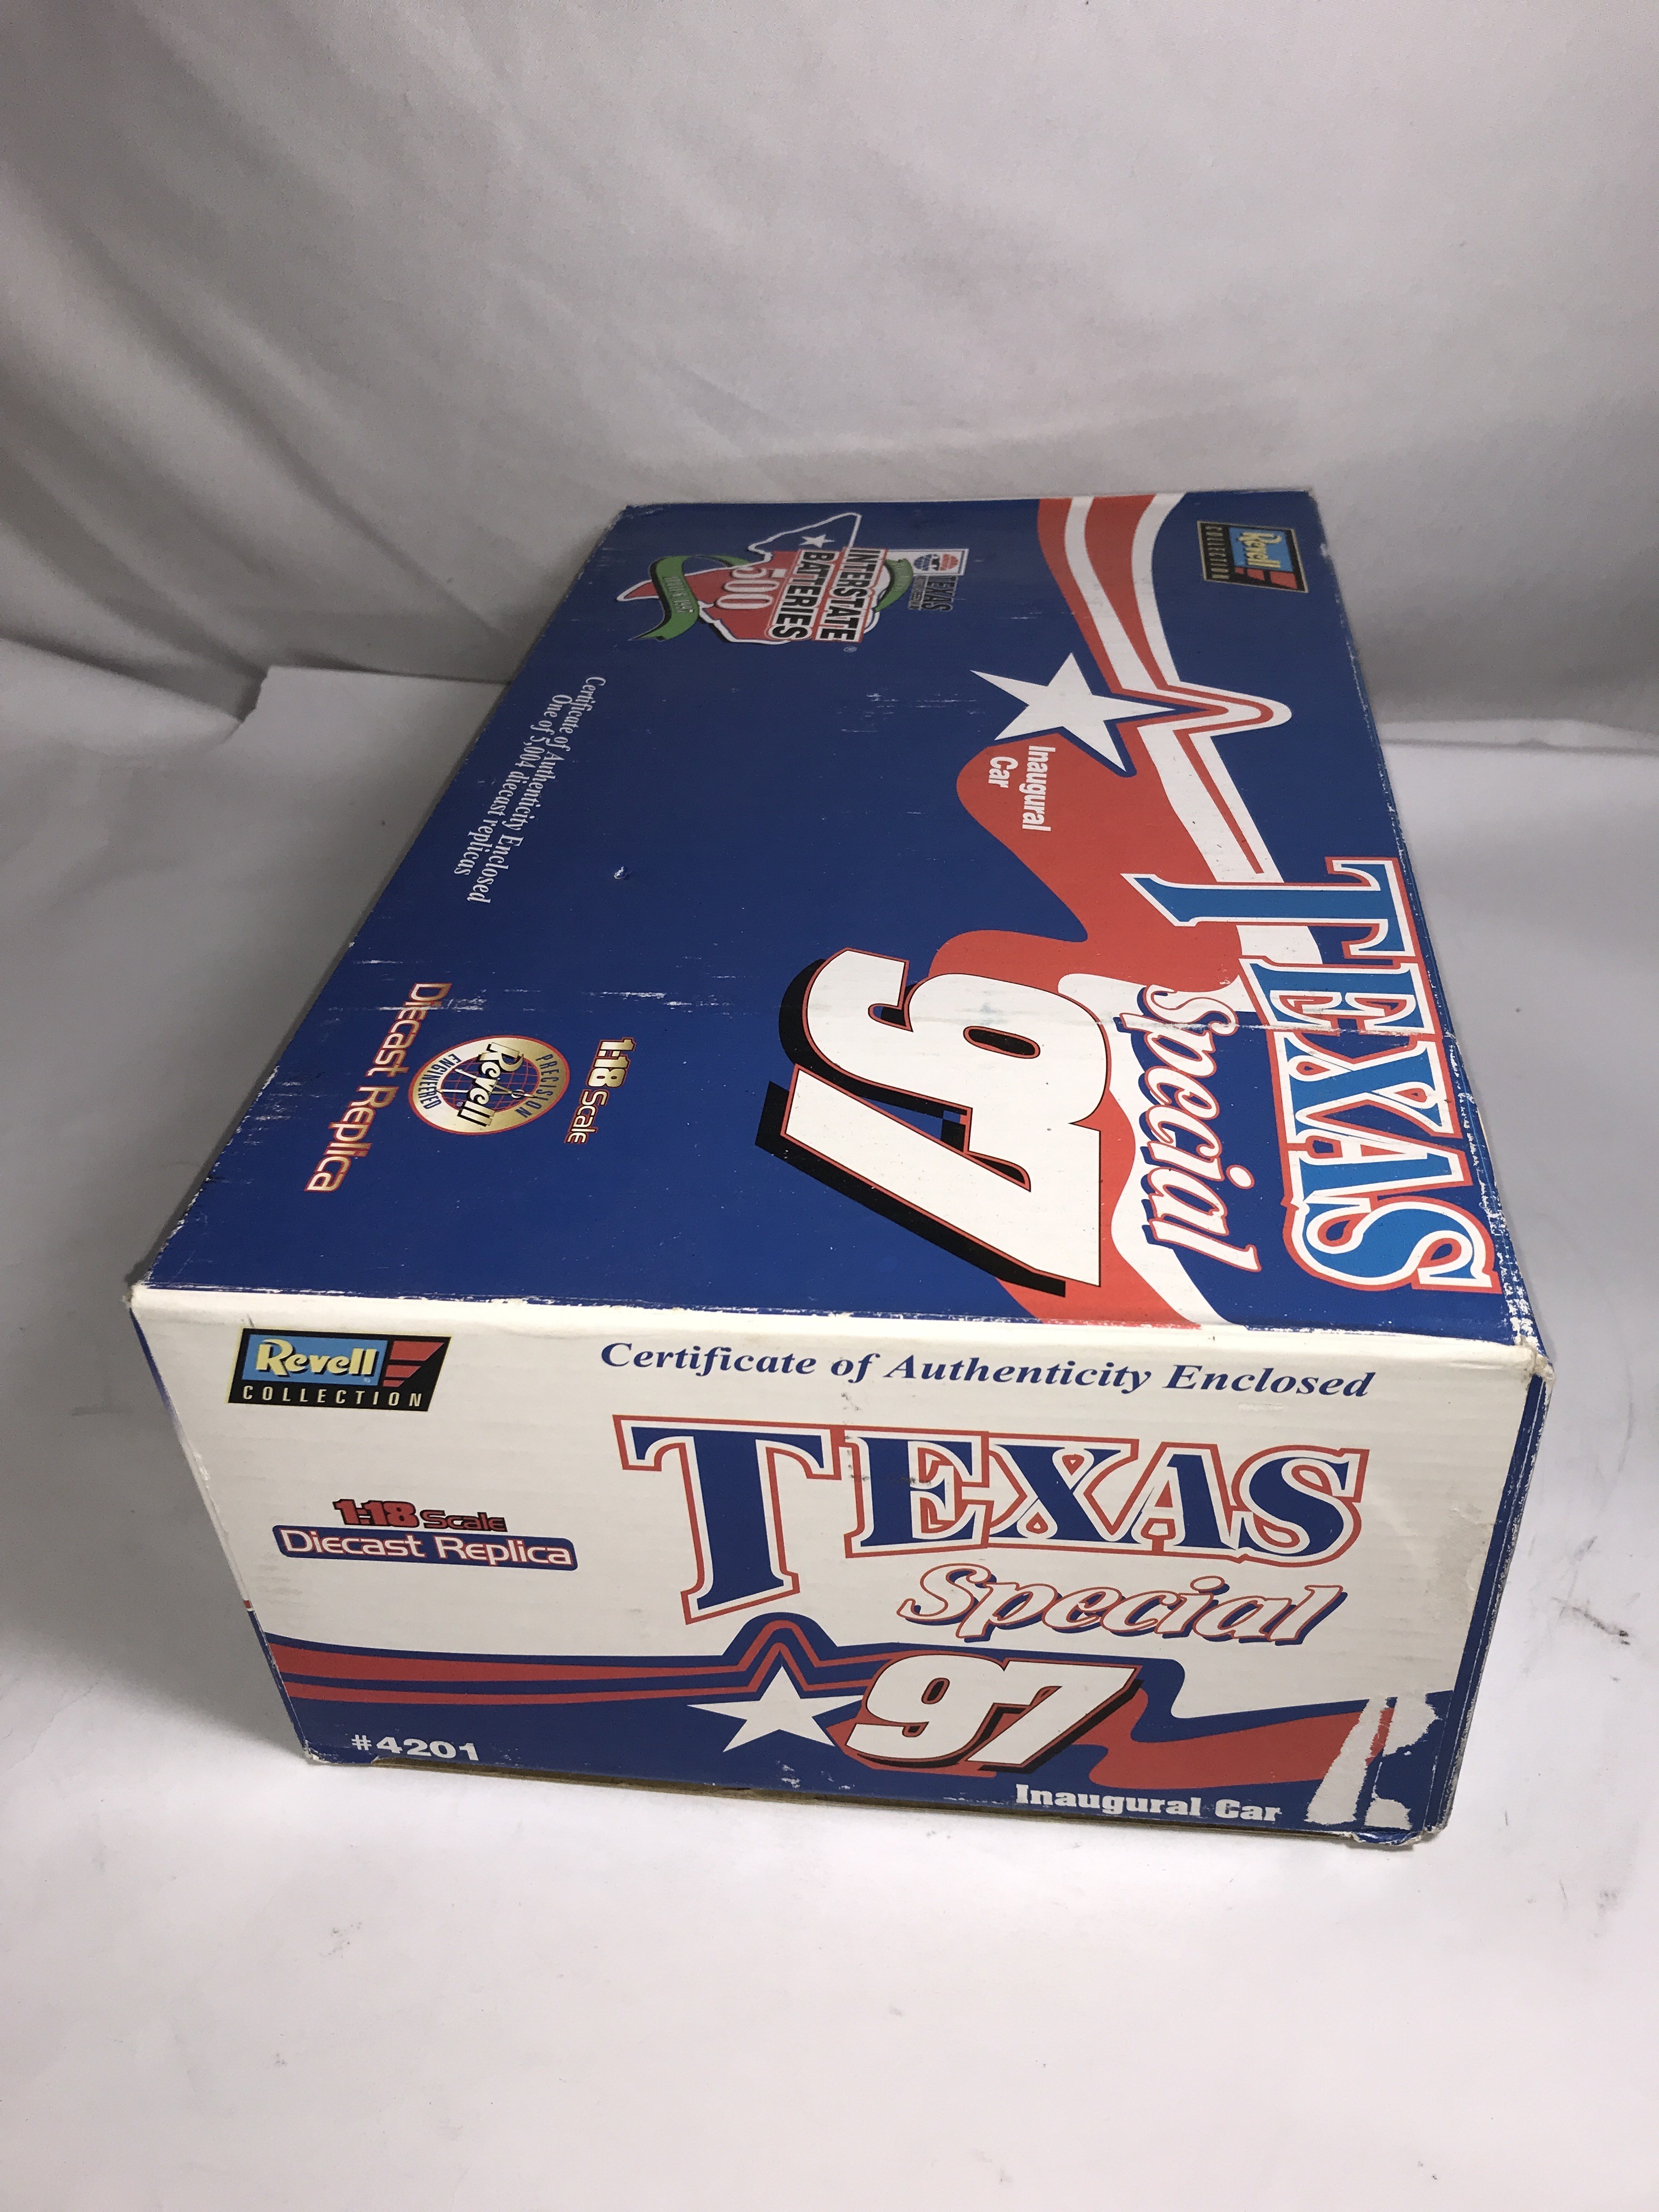 Revell
COLLECTION
TEXAS
Special
97
Inaugural
Car
TEXAS
INTERSTATE
BATTERIES
500
Certificate of Authenticity Enclosed
One of 5,004 diecast replicas
1:18 Scale
PRECISION
Revell
ENGINEERED
Diecast Replica
Revell
COLLECTION
Certificate of Authenticity Enclosed
TEXAS
Special
1:18 Scale
Diecast Replica
97
#4201
Inaugural Car